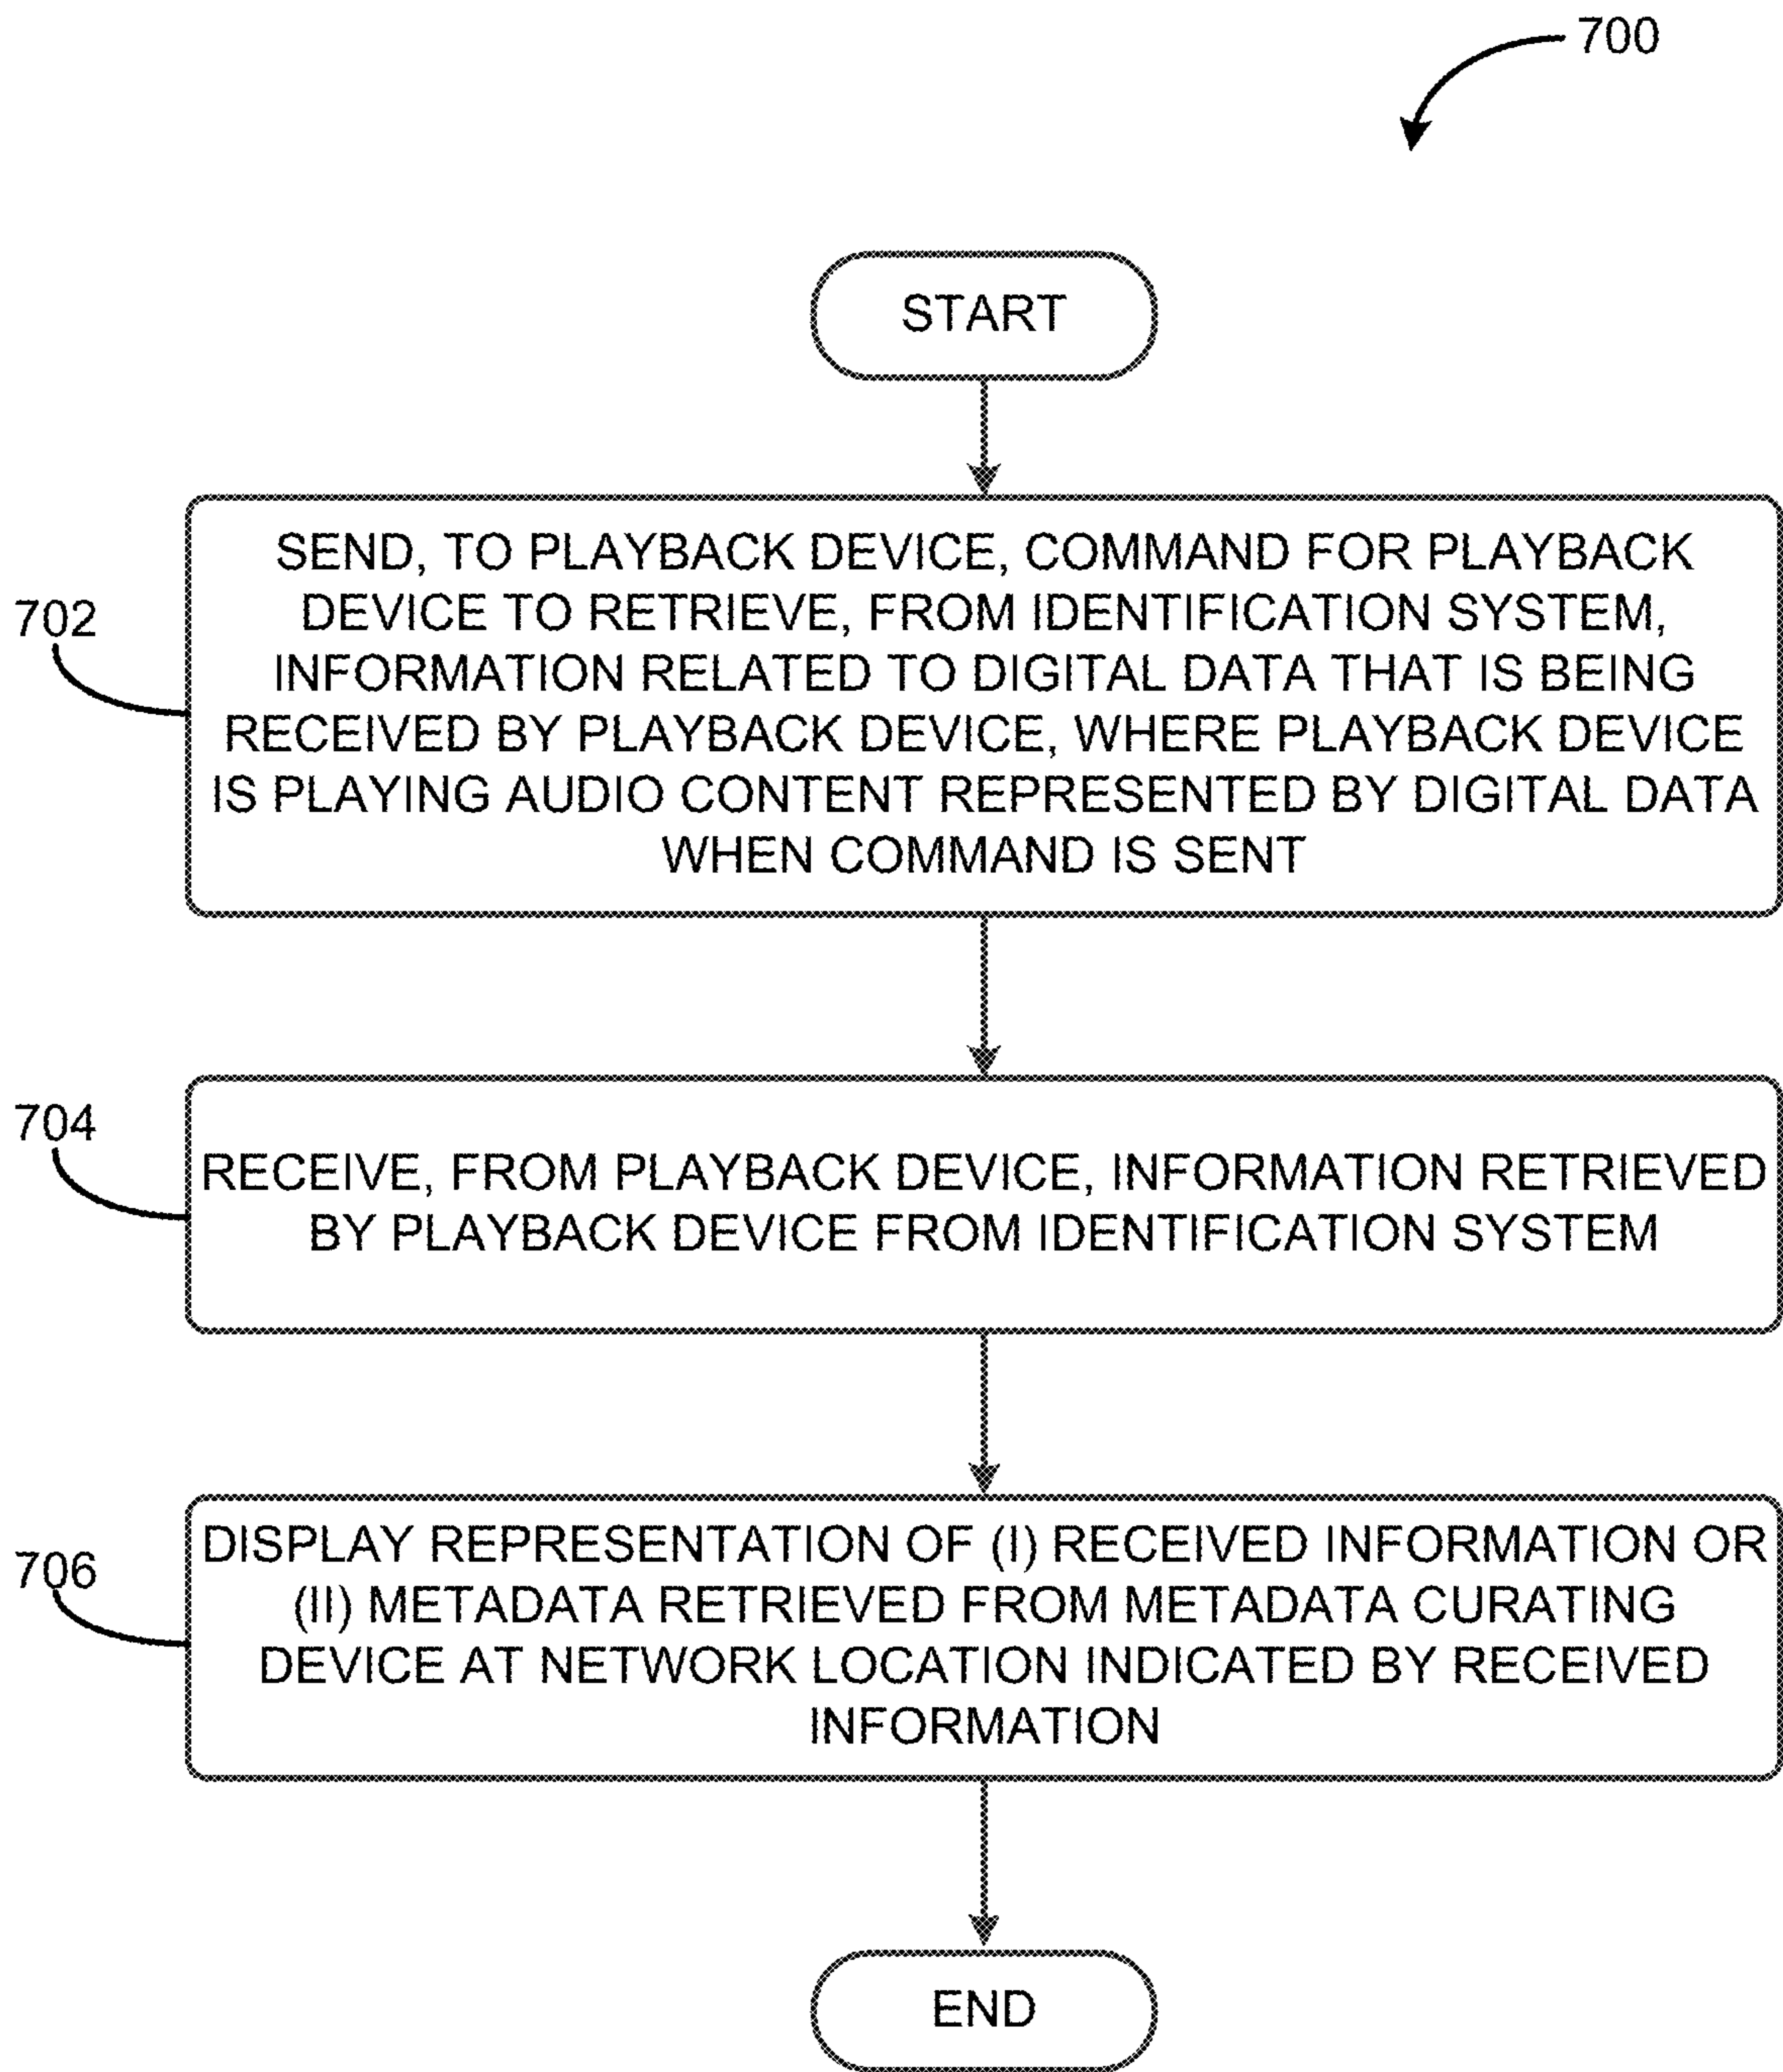 700
START
702
SEND, TO PLAYBACK DEVICE, COMMAND FOR PLAYBACK
DEVICE TO RETRIEVE, FROM IDENTIFICATION SYSTEM,
INFORMATION RELATED TO DIGITAL DATA THAT IS BEING
RECEIVED BY PLAYBACK DEVICE, WHERE PLAYBACK DEVICE
IS PLAYING AUDIO CONTENT REPRESENTED BY DIGITAL DATA
WHEN COMMAND IS SENT
704
RECEIVE, FROM PLAYBACK DEVICE, INFORMATION RETRIEVED
BY PLAYBACK DEVICE FROM IDENTIFICATION SYSTEM
706
DISPLAY REPRESENTATION OF (I) RECEIVED INFORMATION OR
(II) METADATA RETRIEVED FROM METADATA CURATING
DEVICE AT NETWORK LOCATION INDICATED BY RECEIVED
INFORMATION
END